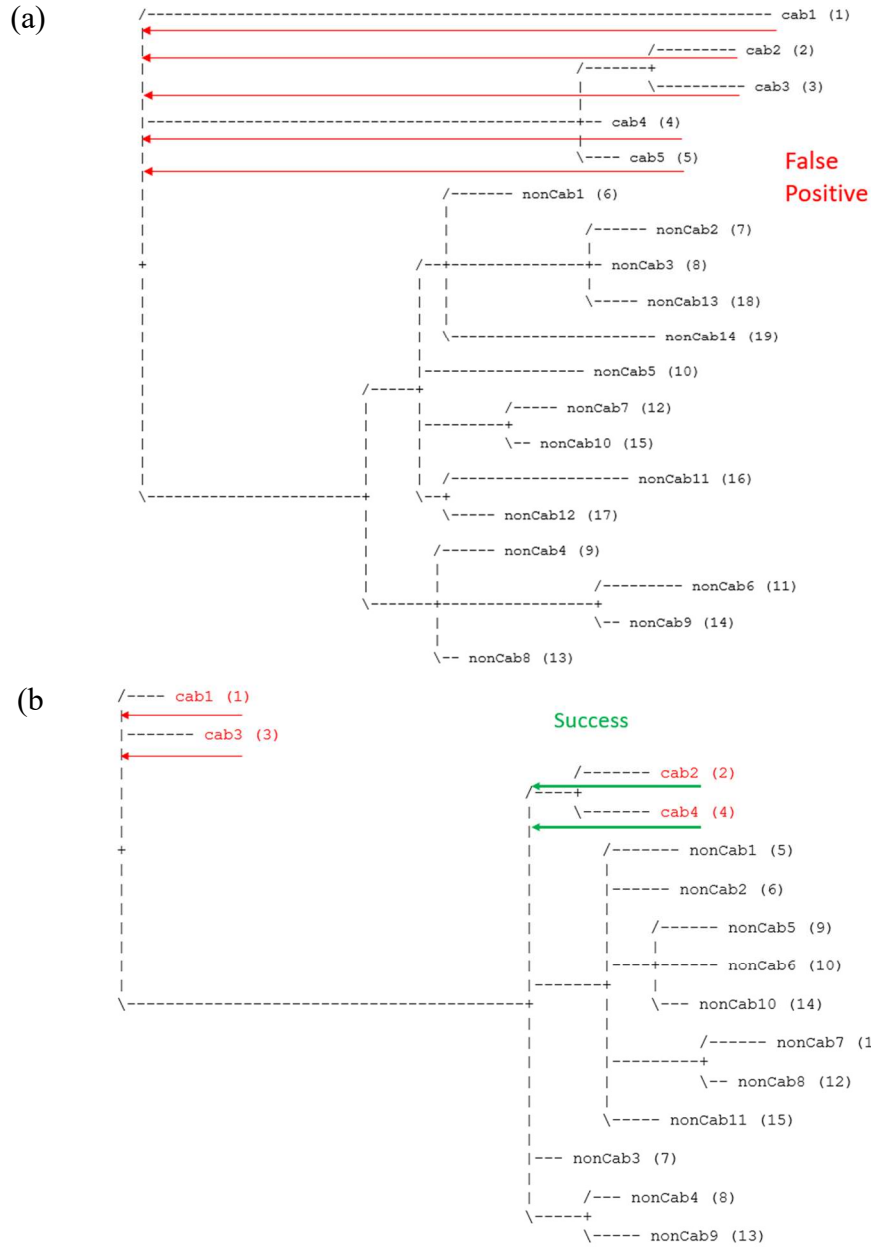 (a)
cab1 (1)
cab2 (2)
cab3 (3)
cab4 (4)
cab5 (5)
False
Positive
nonCab1 (6)
nonCab2 (7)
nonCab3 (8)
nonCab13 (18)
nonCab14 (19)
nonCab5 (10)
nonCab7 (12)
nonCab10 (15)
nonCab11 (16)
nonCab12 (17)
nonCab4 (9)
nonCab6 (11)
nonCab9 (14)
nonCab8 (13)
(b
cab1 (1)
Success
cab3 (3)
cab2 (2)
cab4 (4)
nonCab1 (5)
nonCab2 (6)
nonCab5 (9)
nonCab6 (10)
nonCab10 (14)
nonCab7 (1
nonCab8 (12)
nonCab11 (15)
nonCab3 (7)
nonCab4 (8)
nonCab9 (13)